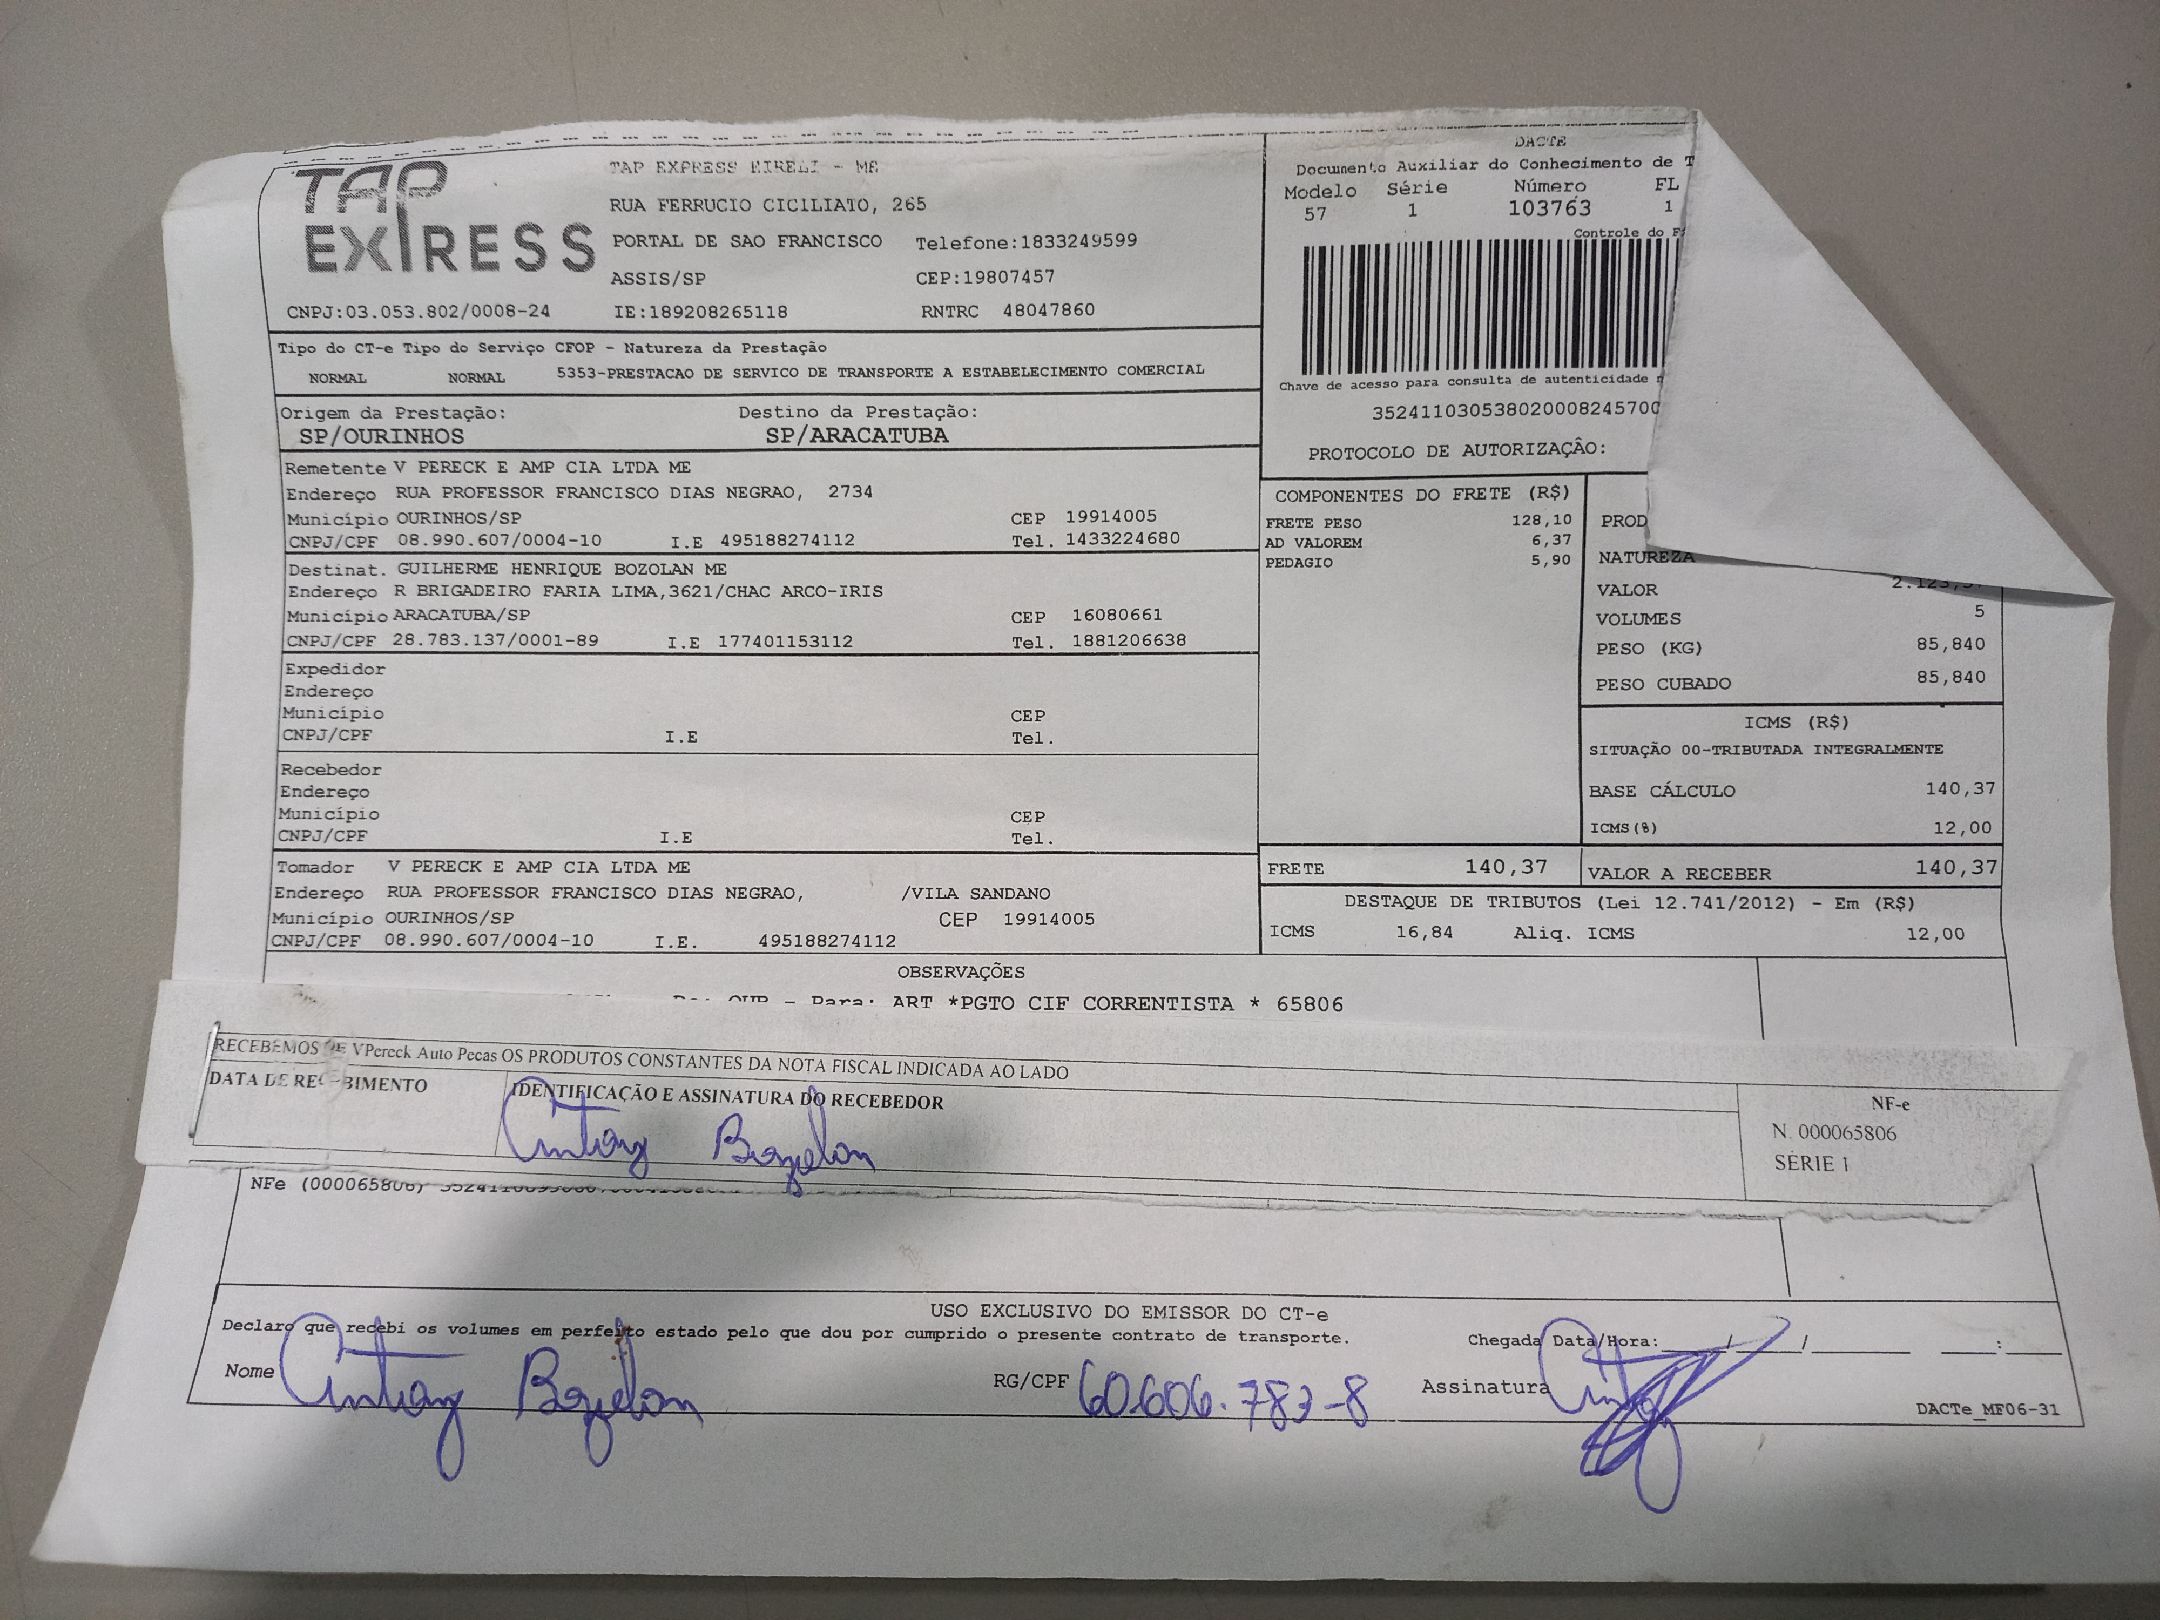 TAP EXPRESS
TAP EXPRESS EIRELI - ME
RUA FERRUCIO CICILIATO, 265
PORTAL DE SAO FRANCISCO Telefone:1833249599
ASSIS/SP CEP:19807457
CNPJ:03.053.802/0008-24 IE:189208265118 RNTRC 48047860
DACTE
Documento Auxiliar do Conhecimento de T
Modelo Série Número FL
57 1 103763 1
Controle do F
Chave de acesso para consulta de autenticidade
PROTOCOLO DE AUTORIZAÇÂO:
Tipo do CT-e Tipo do Serviço CFOP - Natureza da Prestação
NORMAL NORMAL 5353-PRESTACAO DE SERVICO DE TRANSPORTE A ESTABELECIMENTO COMERCIAL
Origem da Prestação: Destino da Prestação:
SP/OURINHOS SP/ARACATUBA
Remetente V PERECK E AMP CIA LTDA ME
Endereço RUA PROFESSOR FRANCISCO DIAS NEGRAO, 2734
Município OURINHOS/SP CEP 19914005
CNPJ/CPF 08.990.607/0004-10 I.E 495188274112 Tel. 1433224680
Destinat. GUILHERME HENRIQUE BOZOLAN ME
Endereço R BRIGADEIRO FARIA LIMA,3621/CHAC ARCO-IRIS
Município ARACATUBA/SP CEP 16080661
CNPJ/CPF 28.783.137/0001-89 I.E 177401153112 Tel. 1881206638
Expedidor
Endereço
Município CEP
CNPJ/CPF I.E Tel.
Recebedor
Endereço
Município CEP
CNPJ/CPF I.E Tel.
Tomador V PERECK E AMP CIA LTDA ME
Endereço RUA PROFESSOR FRANCISCO DIAS NEGRAO, /VILA SANDANO
Município OURINHOS/SP CEP 19914005
CNPJ/CPF 08.990.607/0004-10 I.E. 495188274112
COMPONENTES DO FRETE (R$)
FRETE PESO 128,10
AD VALOREM 6,37
PEDAGIO 5,90
PROD
NATUREZA
VALOR
VOLUMES 5
PESO (KG) 85,840
PESO CUBADO 85,840
ICMS (R$)
SITUAÇÃO 00-TRIBUTADA INTEGRALMENTE
BASE CÁLCULO 140,37
ICMS(%) 12,00
FRETE 140,37 VALOR A RECEBER 140,37
DESTAQUE DE TRIBUTOS (Lei 12.741/2012) - Em (R$)
ICMS 16,84 Aliq. ICMS 12,00
OBSERVAÇÕES
OUR - Para: ART *PGTO CIF CORRENTISTA * 65806
RECEBEMOS DE VPereck Auto Pecas OS PRODUTOS CONSTANTES DA NOTA FISCAL INDICADA AO LADO
DATA DE RECEBIMENTO IDENTIFICAÇÃO E ASSINATURA DO RECEBEDOR
Bozolan
NF-e
N. 000065806
SÉRIE 1
NFe (000065806)
USO EXCLUSIVO DO EMISSOR DO CT-e
Declaro que recebi os volumes em perfeito estado pelo que dou por cumprido o presente contrato de transporte.
Chegada Data/Hora:____/____/______ ____:____
Nome Bozolan RG/CPF 60.606.783-8 Assinatura
DACTe_MF06-31